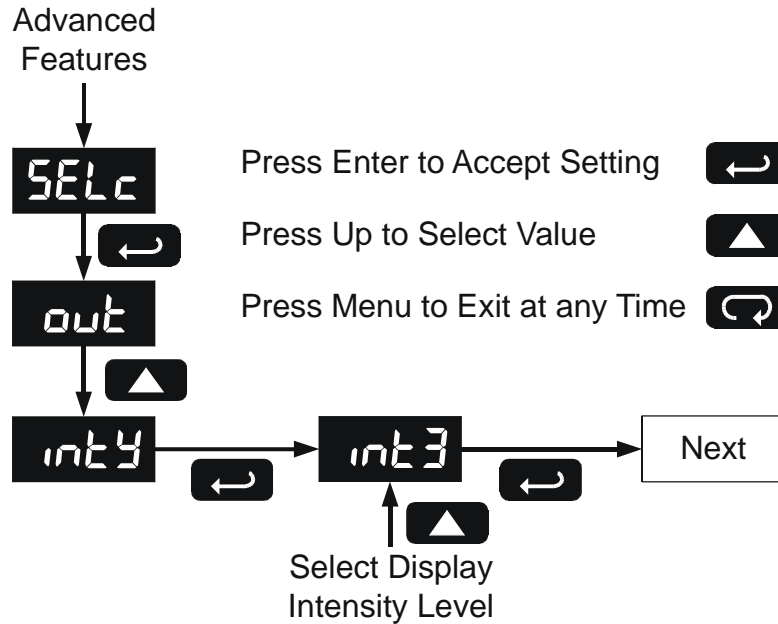 Advanced
Features
SELc
Press Enter to Accept Setting
Press Up to Select Value
out
Press Menu to Exit at any Time
intY
int3
Next
Select Display
Intensity Level